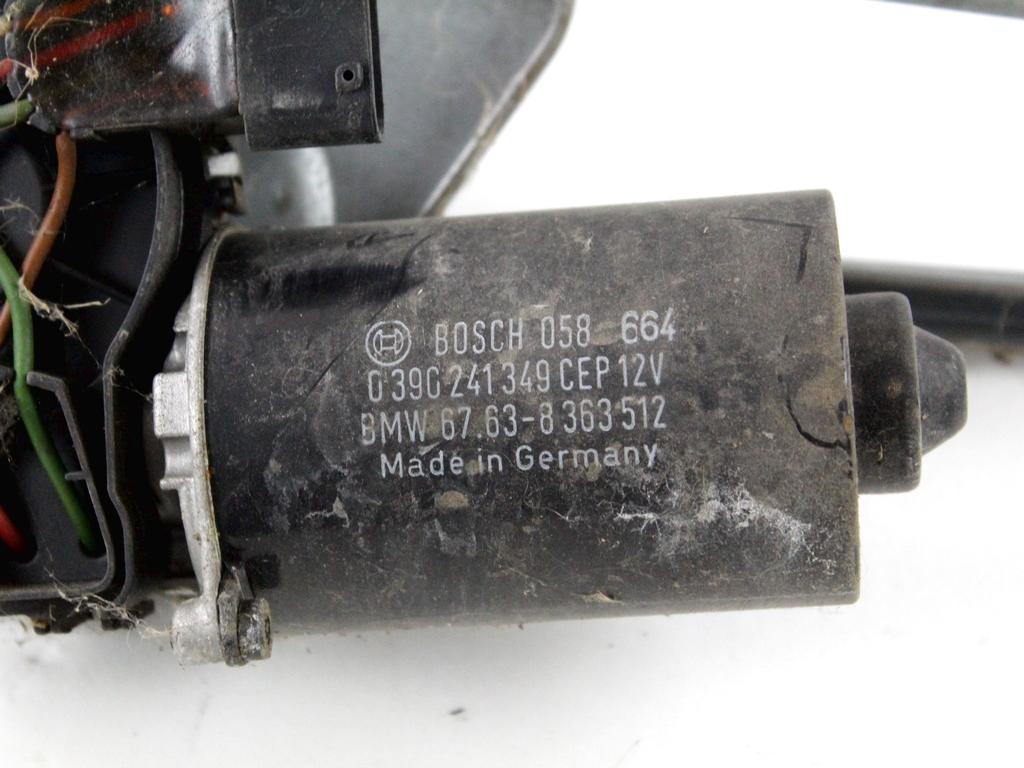 BOSCH 058 664
0 390 241 349 CEP 12V
BMW 67.63-8 363 512
Made in Germany